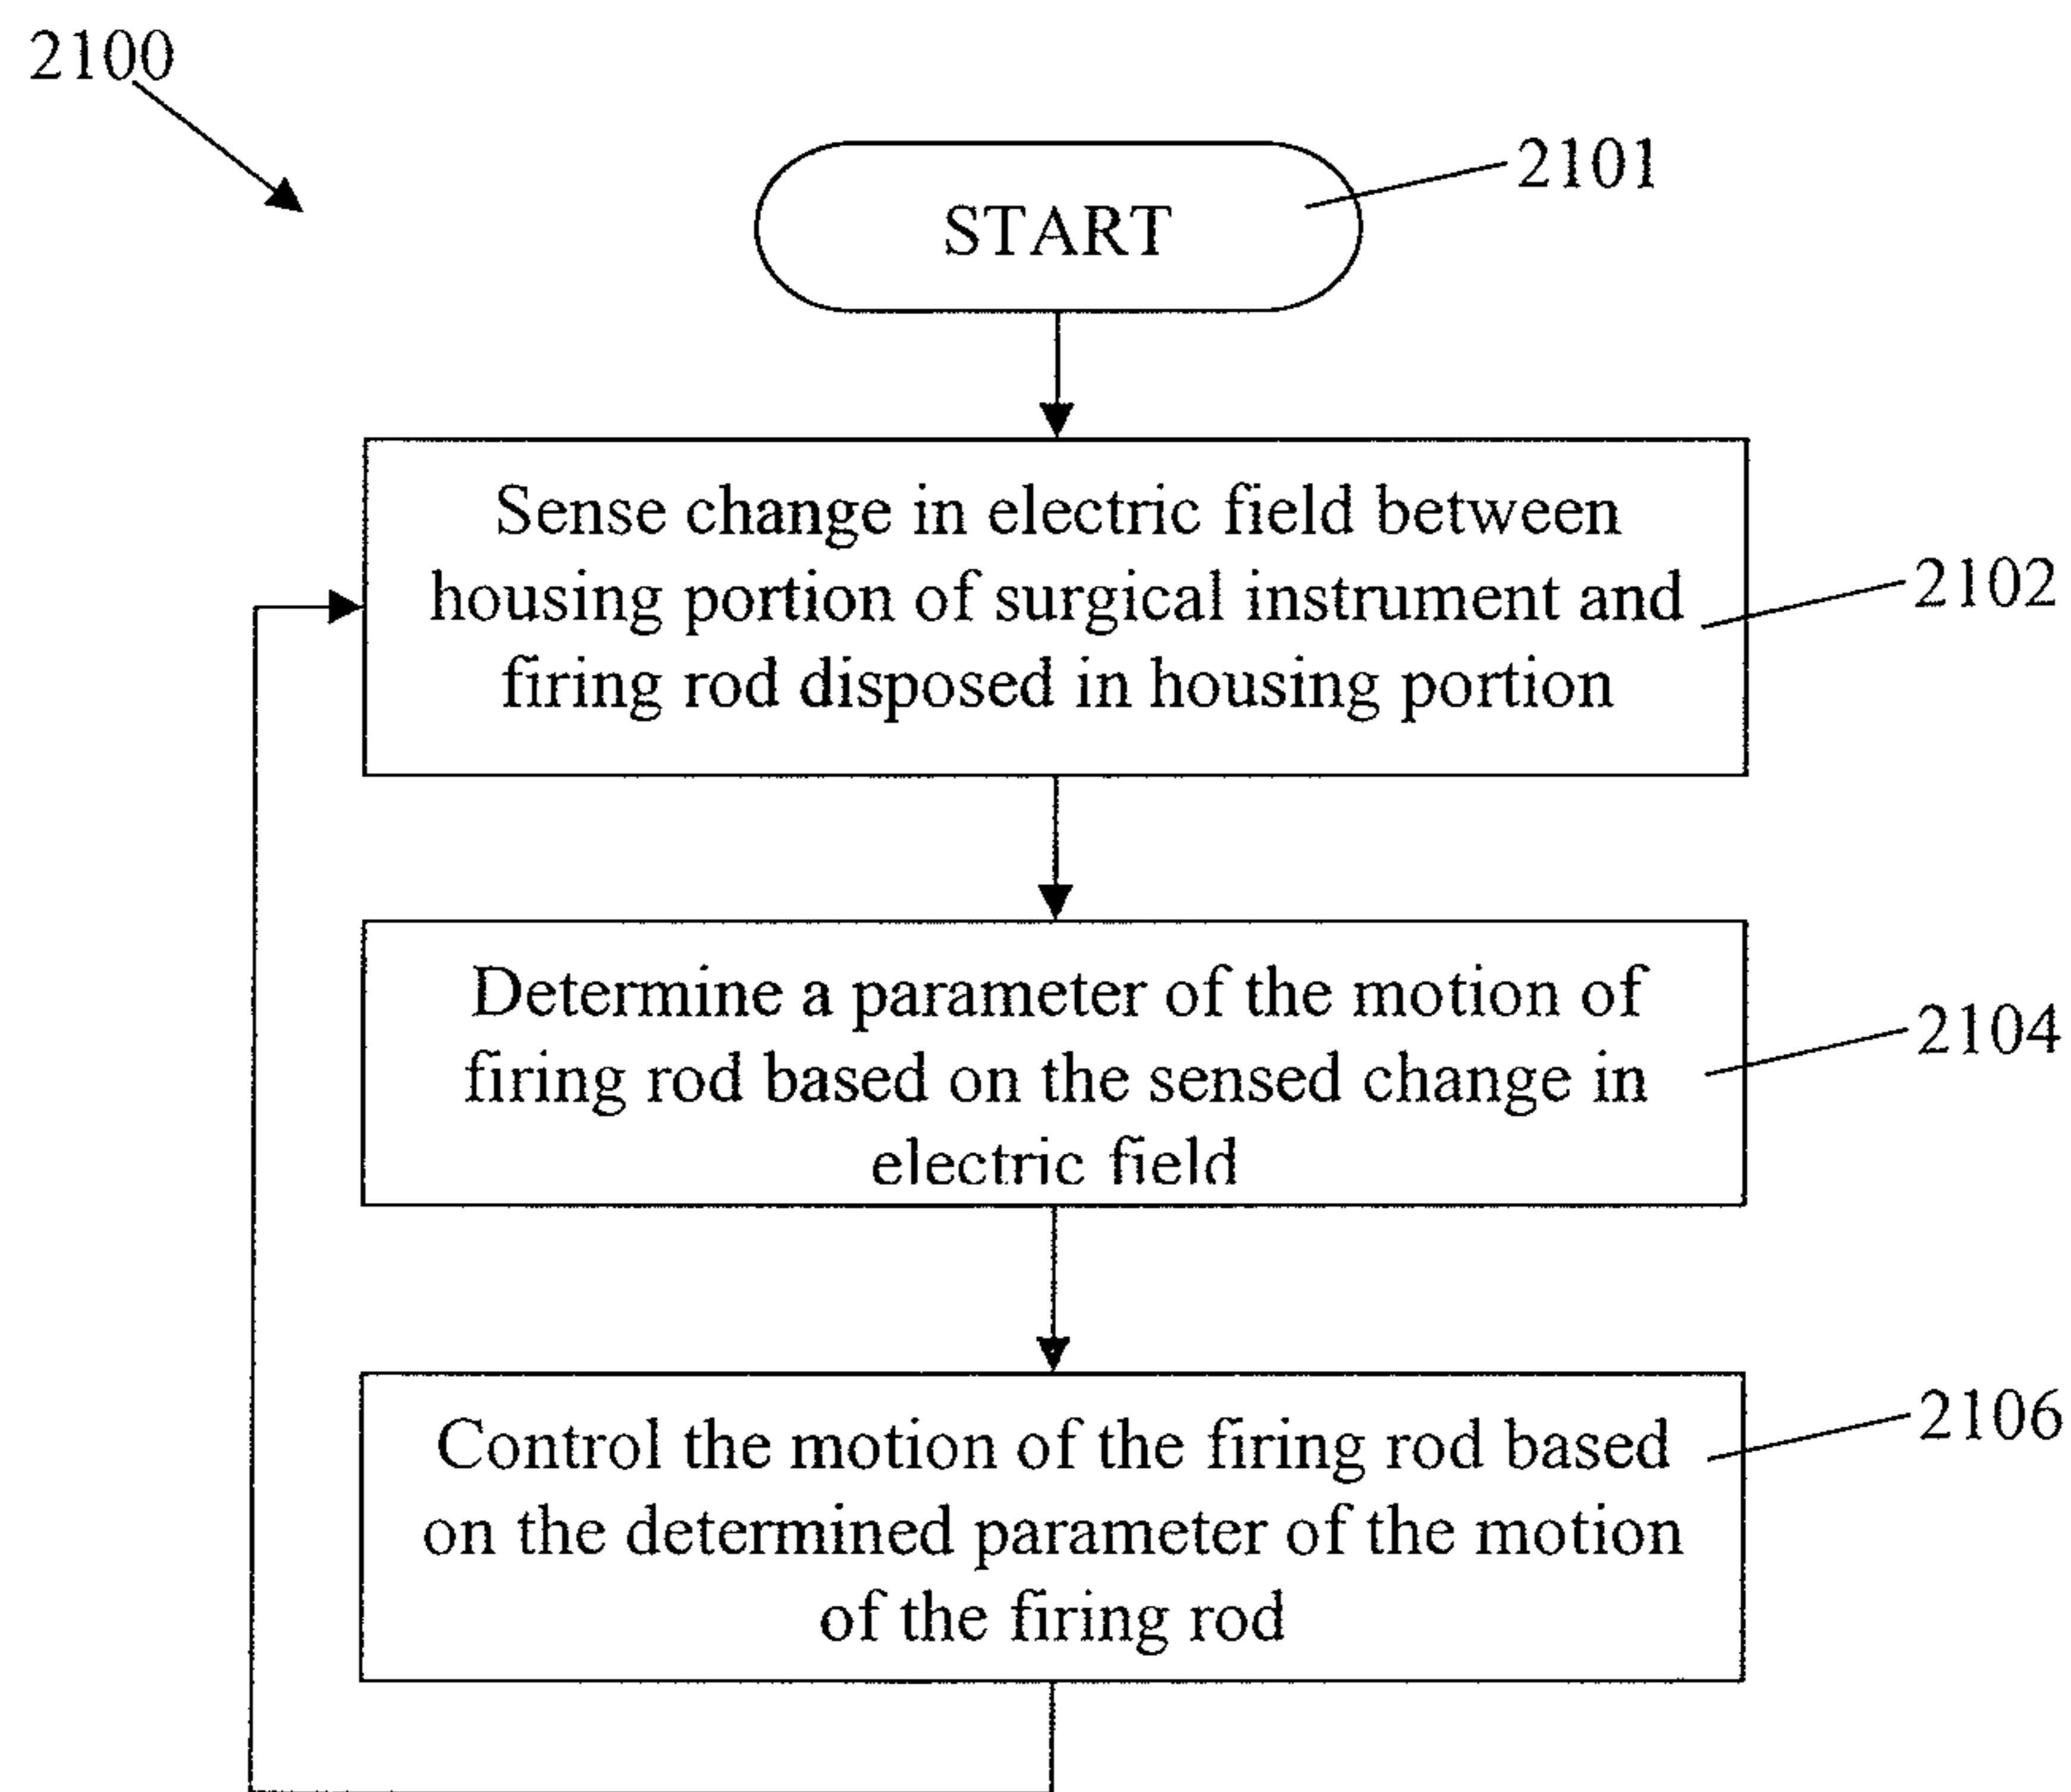 2100
2101
START
Sense change in electric field between
housing portion of surgical instrument and
firing rod disposed in housing portion
2102
Determine a parameter of the motion of
firing rod based on the sensed change in
electric field
2104
Control the motion of the firing rod based
on the determined parameter of the motion
of the firing rod
2106